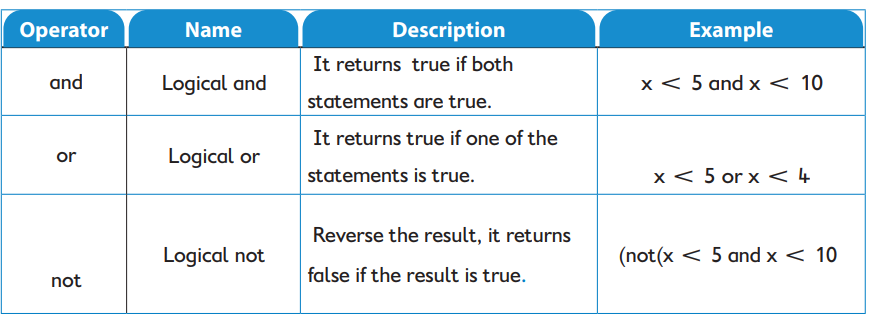 Operator Name Description Example
and Logical and It returns  true if both
statements are true. x < 5 and x < 10
or Logical or It returns true if one of the
statements is true. x < 5 or x < 4
not Logical not Reverse the result, it returns
false if the result is true. (not(x < 5 and x < 10